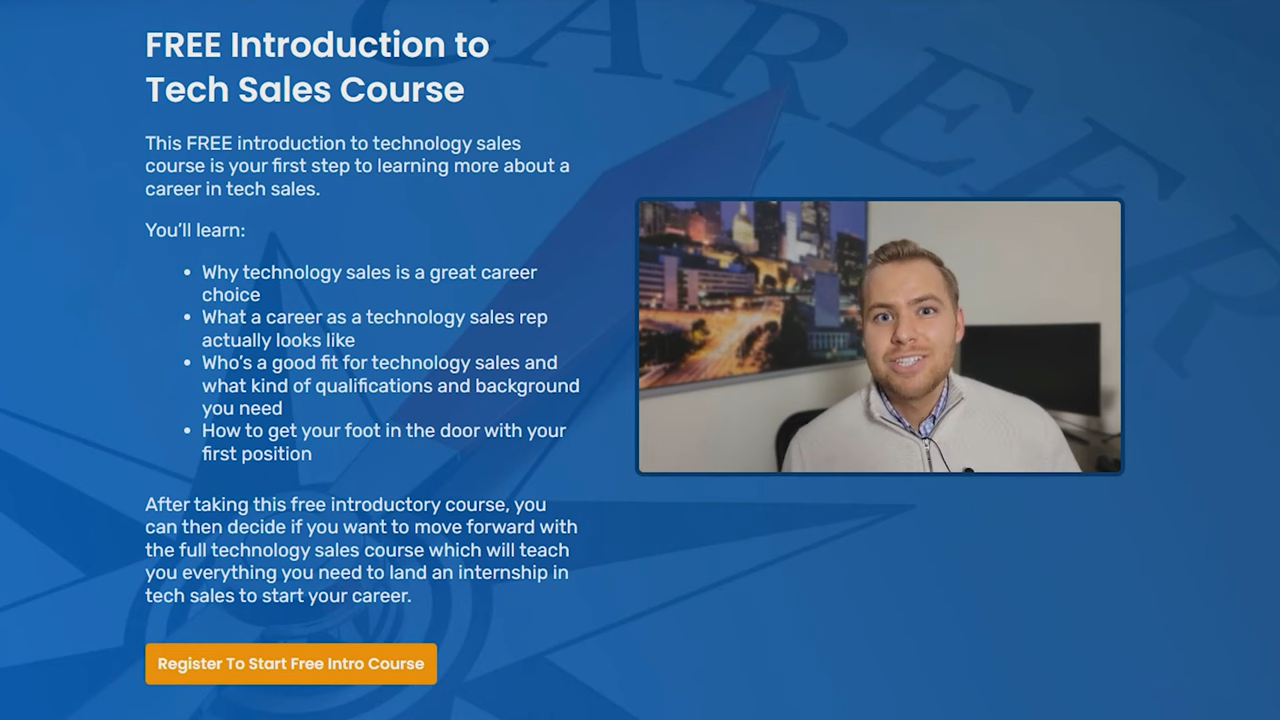 CAREER
FREE Introduction to
Tech Sales Course
This FREE introduction to technology sales
course is your first step to learning more about a
career in tech sales.
You'll learn:
• Why technology sales is a great career
choice
• What a career as a technology sales rep
actually looks like
• Who's a good fit for technology sales and
what kind of qualifications and background
you need
• How to get your foot in the door with your
first position
After taking this free introductory course, you
can then decide if you want to move forward with
the full technology sales course which will teach
you everything you need to land an internship in
tech sales to start your career.
Register To Start Free Intro Course